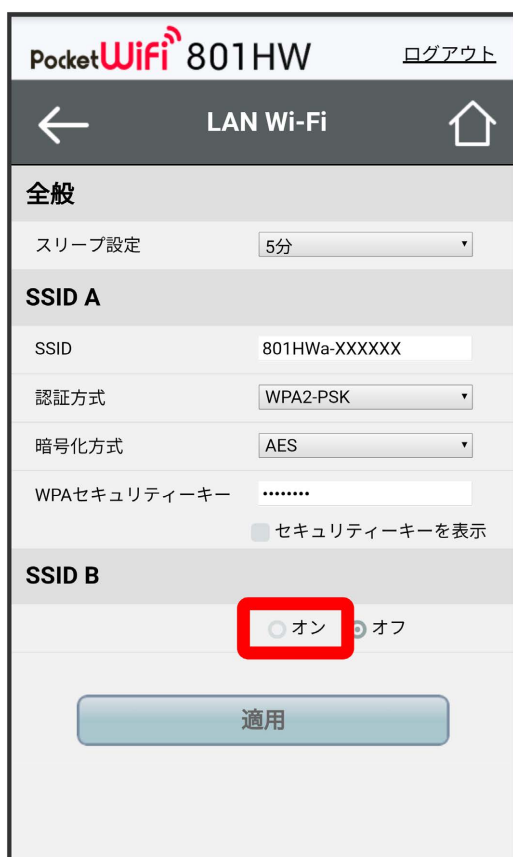 PocketWiFi 801HW ログアウト
LAN Wi-Fi
全般
スリープ設定 5分
SSID A
SSID 801HWa-XXXXXX
認証方式 WPA2-PSK
暗号化方式 AES
WPAセキュリティーキー ••••••••
セキュリティーキーを表示
SSID B
オン オフ
適用